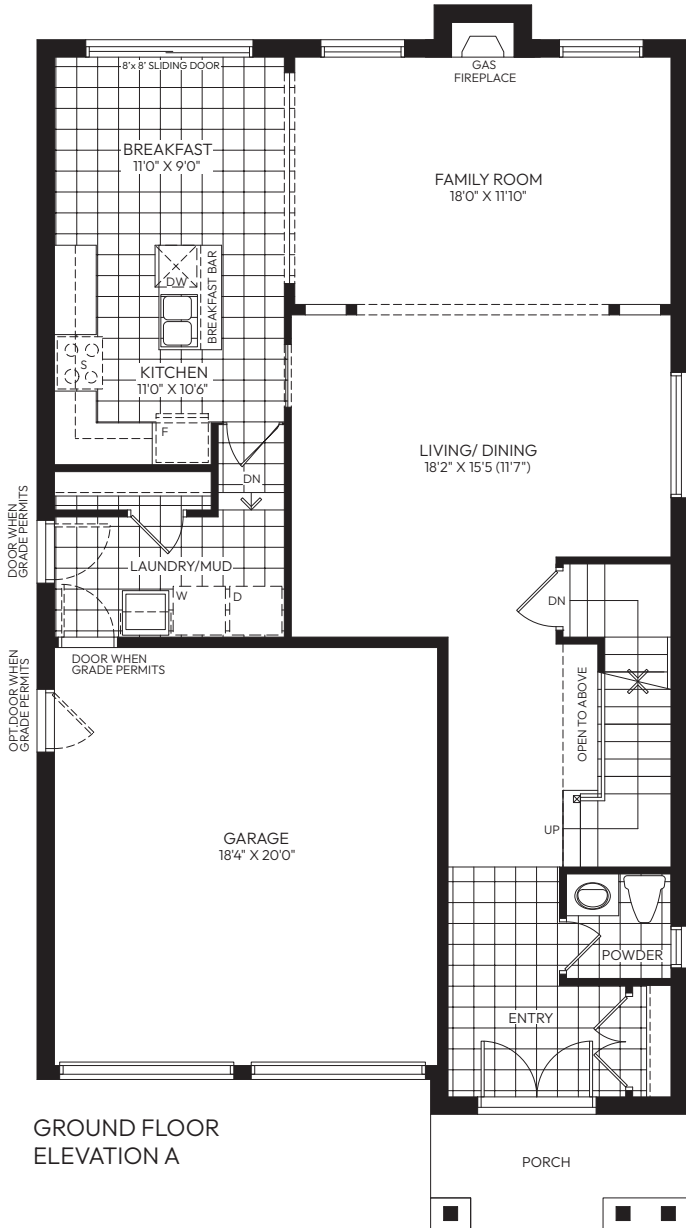 8'x 8' SLIDING DOOR
GAS
FIREPLACE
BREAKFAST
11'0" X 9'0"
FAMILY ROOM
18'0" X 11'10"
DW
BREAKFAST BAR
S
KITCHEN
11'0" X 10'6"
F
LIVING/ DINING
18'2" X 15'5 (11'7")
DN
DOOR WHEN
GRADE PERMITS
LAUNDRY/MUD
W
D
DN
DOOR WHEN
GRADE PERMITS
OPT.DOOR WHEN
GRADE PERMITS
OPEN TO ABOVE
UP
GARAGE
18'4" X 20'0"
POWDER
ENTRY
GROUND FLOOR
ELEVATION A
PORCH